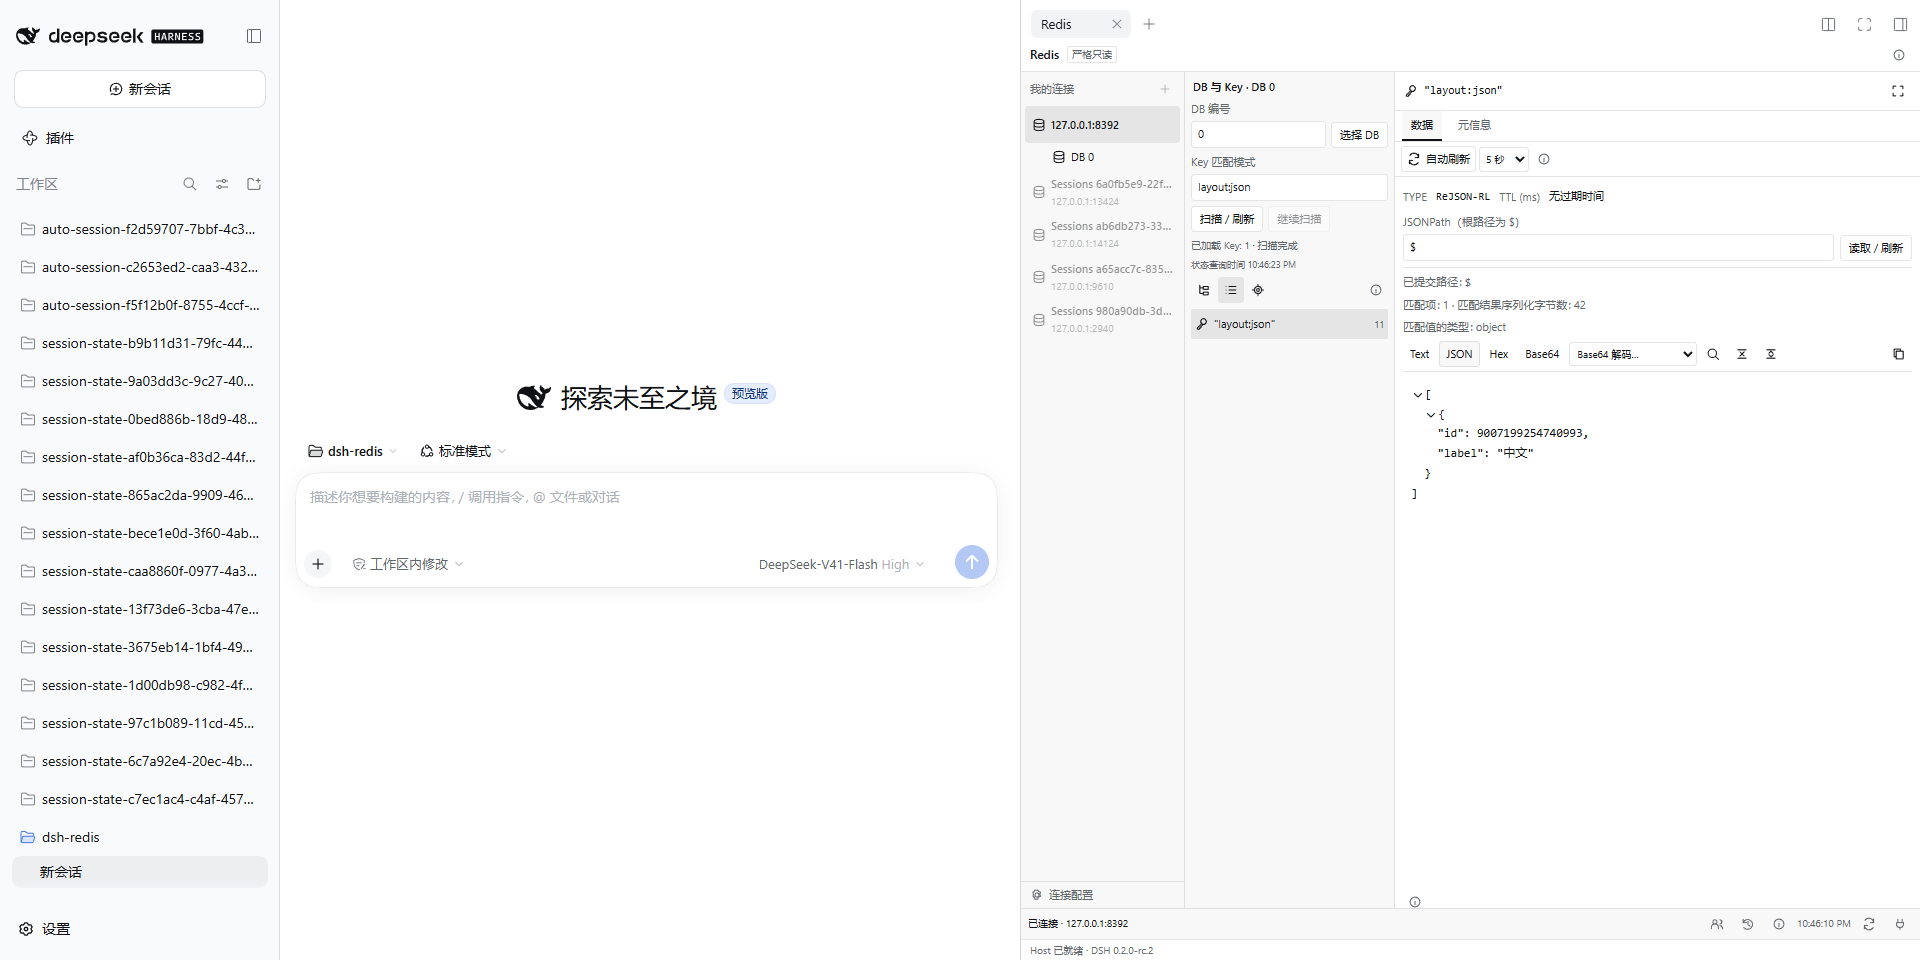 deepseek HARNESS
新会话
插件
工作区
auto-session-f2d59707-7bbf-4c3...
auto-session-c2653ed2-caa3-432...
auto-session-f5f12b0f-8755-4ccf-...
session-state-b9b11d31-79fc-44...
session-state-9a03dd3c-9c27-40...
session-state-0bed886b-18d9-48...
session-state-af0b36ca-83d2-44f...
session-state-865ac2da-9909-46...
session-state-bece1e0d-3f60-4ab...
session-state-caa8860f-0977-4a3...
session-state-13f73de6-3cba-47e...
session-state-3675eb14-1bf4-49...
session-state-1d00db98-c982-4f...
session-state-97c1b089-11cd-45...
session-state-6c7a92e4-20ec-4b...
session-state-c7ec1ac4-c4af-457...
dsh-redis
新会话
设置
探索未至之境 预览版
dsh-redis 标准模式
描述你想要构建的内容, / 调用指令, @ 文件或对话
工作区内修改 DeepSeek-V41-Flash High
Redis
Redis 严格只读
我的连接
127.0.0.1:8392
DB 0
Sessions 6a0fb5e9-22f...
127.0.0.1:13424
Sessions ab6db273-33...
127.0.0.1:14124
Sessions a65acc7c-835...
127.0.0.1:9610
Sessions 980a90db-3d...
127.0.0.1:2940
连接配置
DB 与 Key · DB 0
DB 编号
0 选择 DB
Key 匹配模式
layout:json
扫描 / 刷新 继续扫描
已加载 Key: 1 · 扫描完成
状态查询时间 10:46:23 PM
"layout:json" 11
"layout:json"
数据 元信息
自动刷新 5 秒
TYPE ReJSON-RL TTL (ms) 无过期时间
JSONPath (根路径为 $)
$ 读取 / 刷新
已提交路径: $
匹配项: 1 · 匹配结果序列化字节数: 42
匹配值的类型: object
Text JSON Hex Base64 Base64 解码...
[
{
"id": 9007199254740993,
"label": "中文"
}
]
已连接 · 127.0.0.1:8392 10:46:10 PM
Host 已就绪 · DSH 0.2.0-rc.2